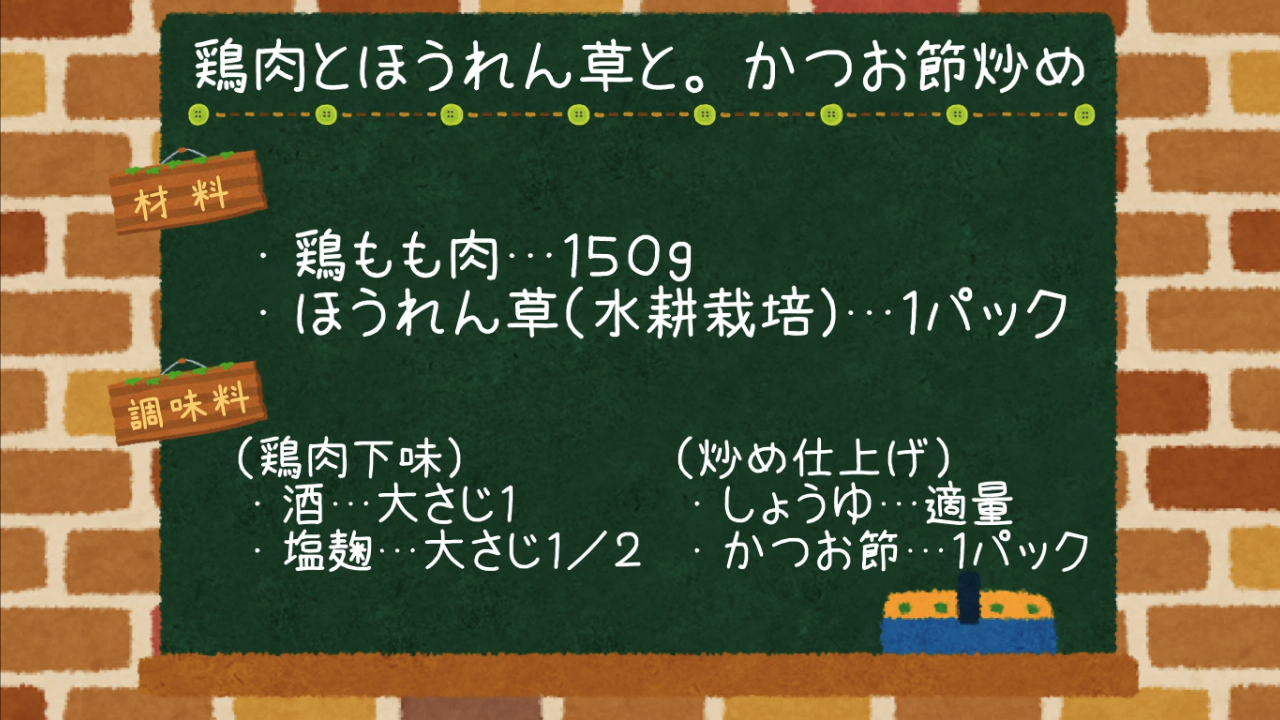 鶏肉とほうれん草と。かつお節炒め
材料
・鶏もも肉…150g
・ほうれん草(水耕栽培)…1パック
調味料
(鶏肉下味)
・酒…大さじ1
・塩麹…大さじ1/2
(炒め仕上げ)
・しょうゆ…適量
・かつお節…1パック